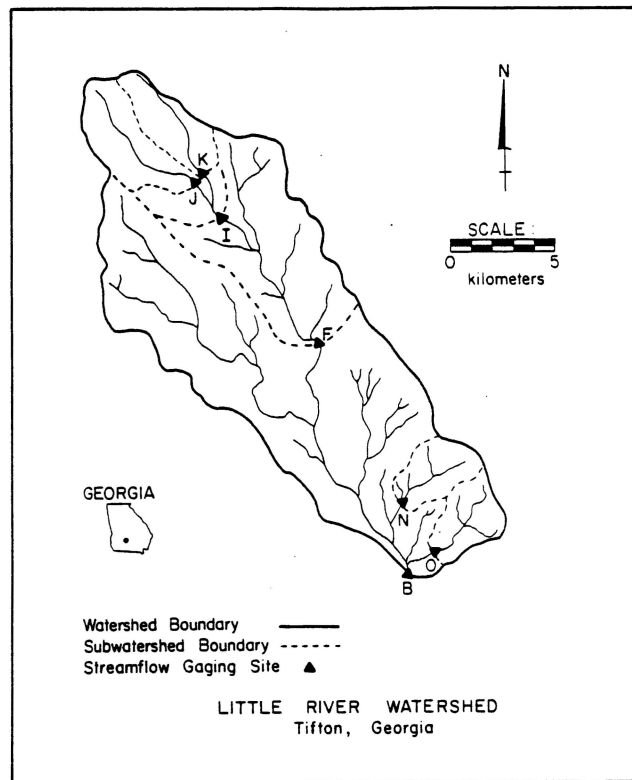 N
K
J
I
SCALE:
0 5
kilometers
F
GEORGIA
N
O
B
Watershed Boundary
Subwatershed Boundary
Streamflow Gaging Site
LITTLE RIVER WATERSHED
Tifton, Georgia